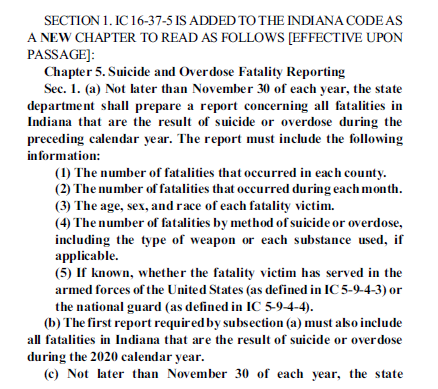 SECTION 1. IC 16-37-5 IS ADDED TO THE INDIANA CODE AS
A NEW CHAPTER TO READ AS FOLLOWS [EFFECTIVE UPON
PASSAGE]:
Chapter 5. Suicide and Overdose Fatality Reporting
Sec. 1. (a) Not later than November 30 of each year, the state
department shall prepare a report concerning all fatalities in
Indiana that are the result of suicide or overdose during the
preceding calendar year. The report must include the following
information:
(1) The number of fatalities that occurred in each county.
(2) The number of fatalities that occurred during each month.
(3) The age, sex, and race of each fatality victim.
(4) The number of fatalities by method of suicide or overdose,
including the type of weapon or each substance used, if
applicable.
(5) If known, whether the fatality victim has served in the
armed forces of the United States (as defined in IC 5-9-4-3) or
the national guard (as defined in IC 5-9-4-4).
(b) The first report required by subsection (a) must also include
all fatalities in Indiana that are the result of suicide or overdose
during the 2020 calendar year.
(c) Not later than November 30 of each year, the state